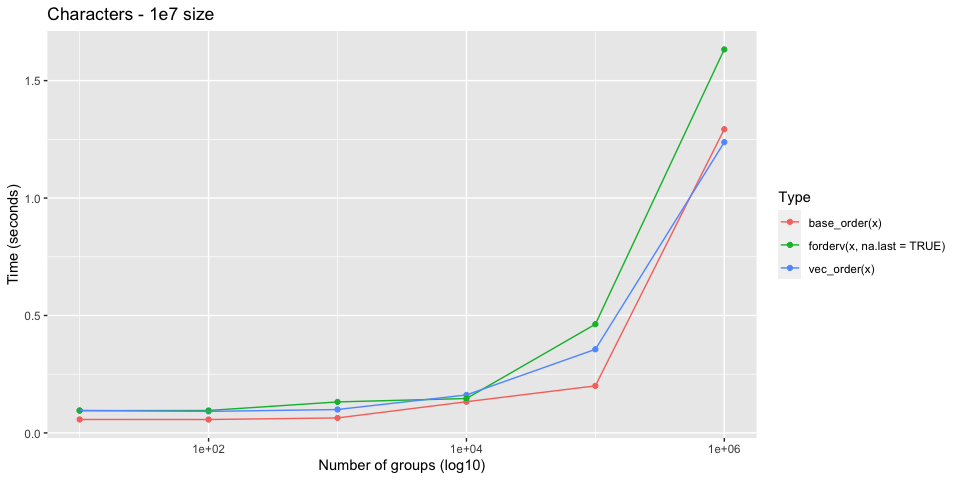 Characters - 1e7 size
Time (seconds)
1.5
1.0
0.5
0.0
1e+02
1e+04
1e+06
Number of groups (log10)
Type
base_order(x)
forderv(x, na.last = TRUE)
vec_order(x)